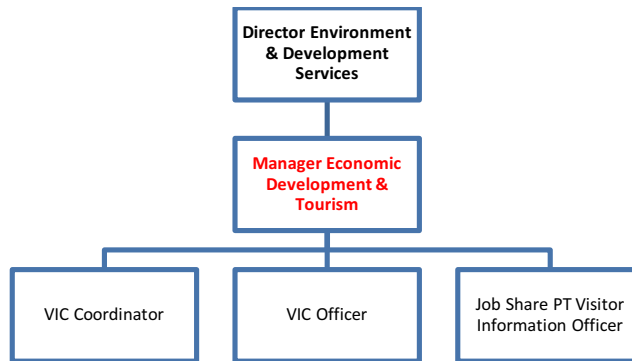 Director Environment
& Development
Services
Manager Economic
Development &
Tourism
VIC Coordinator
VIC Officer
Job Share PT Visitor
Information Officer